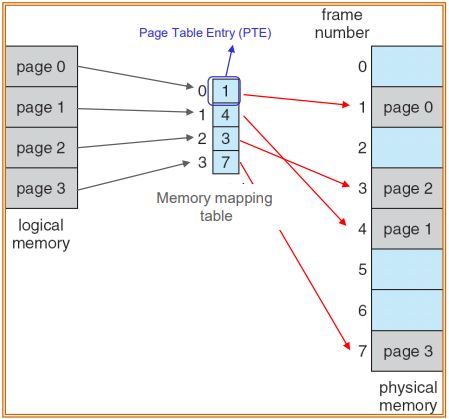 Page Table Entry (PTE)
frame
number
page 0
page 1
page 2
page 3
logical
memory
0 1
1 4
2 3
3 7
Memory mapping
table
0
1 page 0
2
3 page 2
4 page 1
5
6
7 page 3
physical
memory